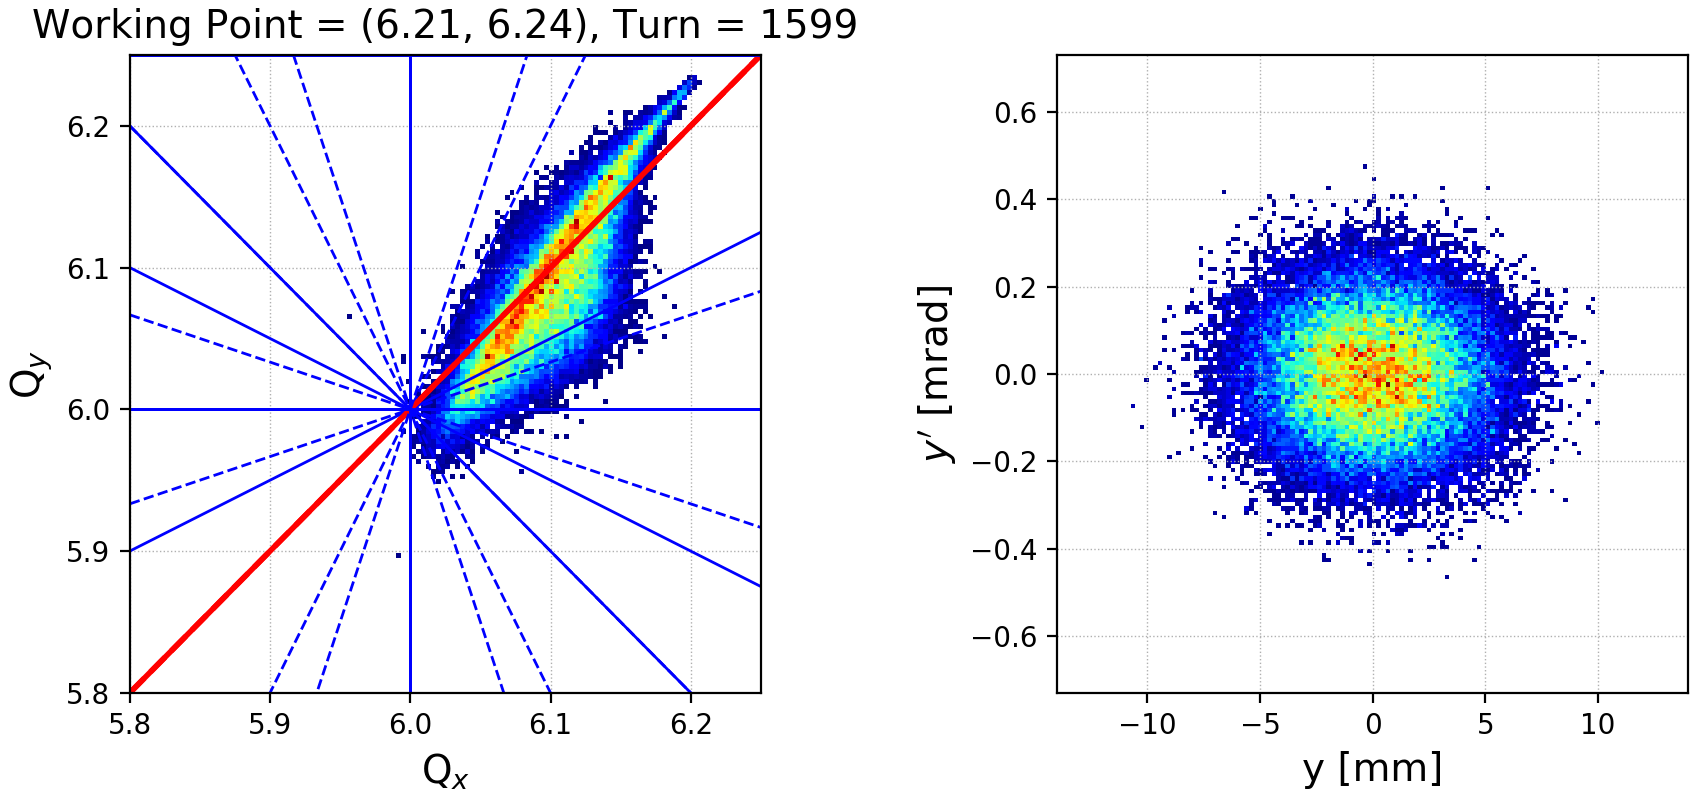 Working Point = (6.21, 6.24), Turn = 1599
6.2
6.1
6.0
5.9
5.8
Q_y
5.8 5.9 6.0 6.1 6.2
Q_x
0.6
0.4
0.2
0.0
−0.2
−0.4
−0.6
y′ [mrad]
−10 −5 0 5 10
y [mm]